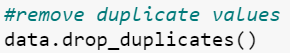 #remove duplicate values
data.drop_duplicates()